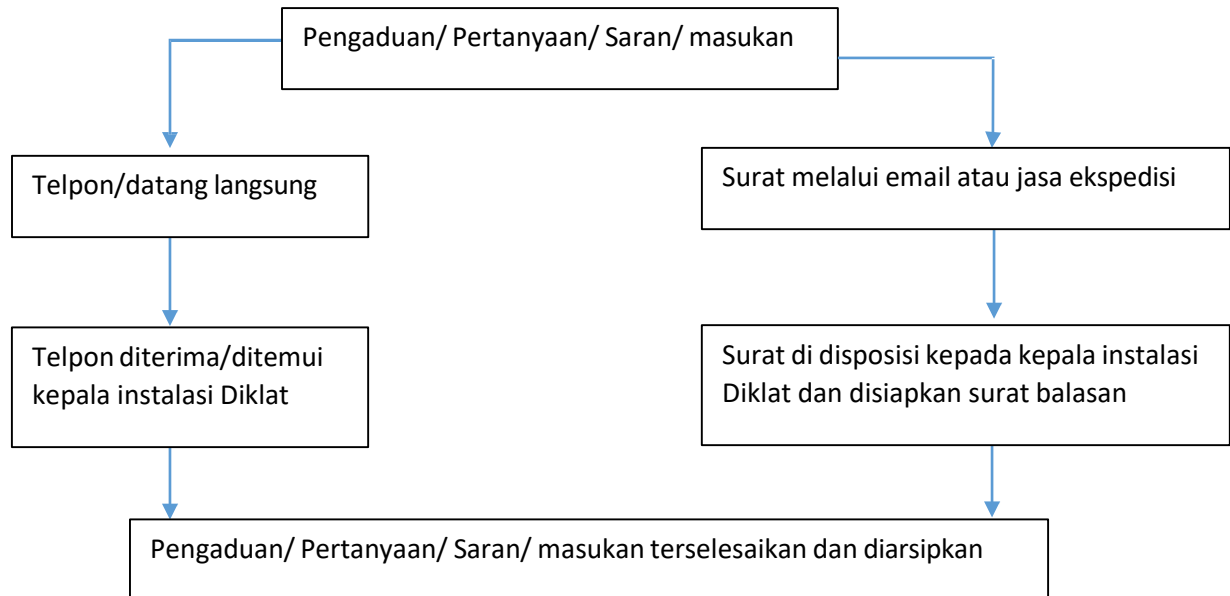 Pengaduan/ Pertanyaan/ Saran/ masukan
Telpon/datang langsung
Surat melalui email atau jasa ekspedisi
Telpon diterima/ditemui
kepala instalasi Diklat
Surat di disposisi kepada kepala instalasi
Diklat dan disiapkan surat balasan
Pengaduan/ Pertanyaan/ Saran/ masukan terselesaikan dan diarsipkan